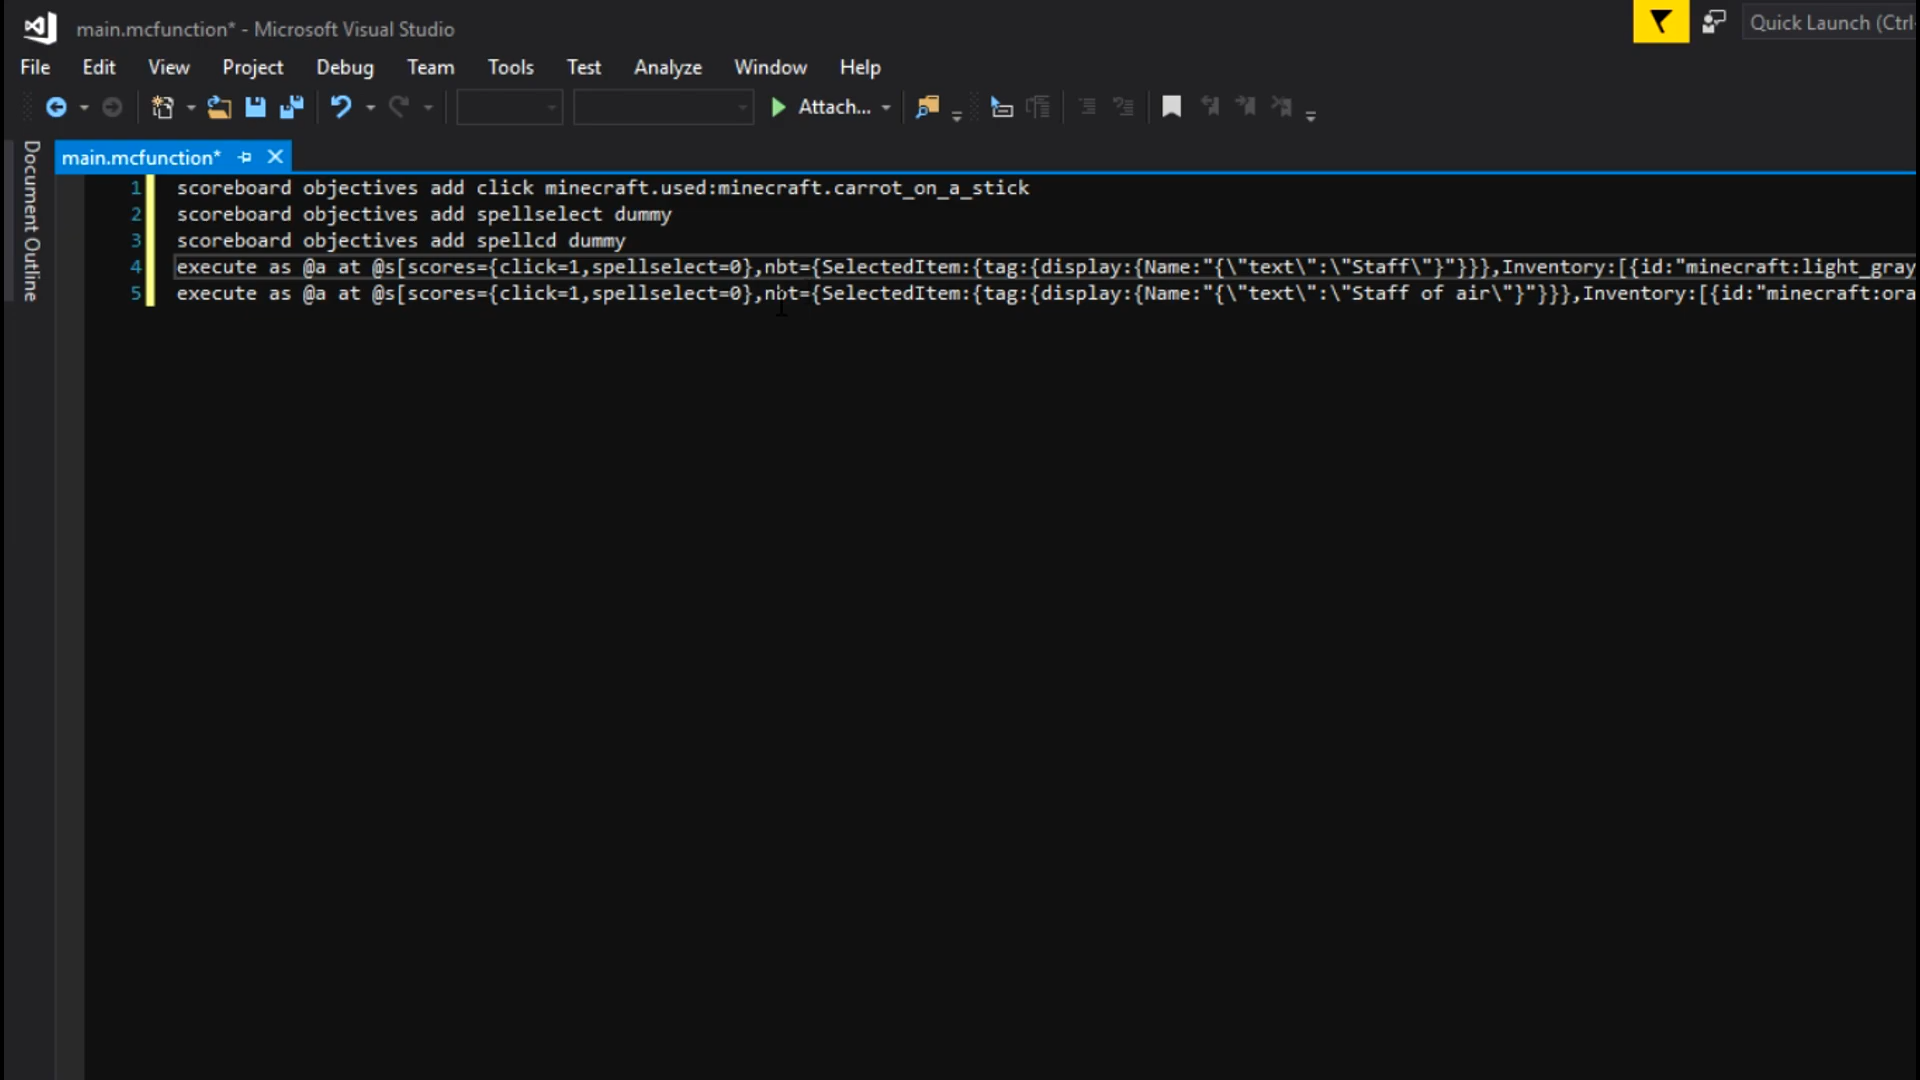 main.mcfunction* - Microsoft Visual Studio
Quick Launch (Ctrl
File Edit View Project Debug Team Tools Test Analyze Window Help
Attach...
Document Outline
main.mcfunction*
1 scoreboard objectives add click minecraft.used:minecraft.carrot_on_a_stick
2 scoreboard objectives add spellselect dummy
3 scoreboard objectives add spellcd dummy
4 execute as @a at @s[scores={click=1,spellselect=0},nbt={SelectedItem:{tag:{display:{Name:"{\"text\":\"Staff\"}"}}},Inventory:[{id:"minecraft:light_gray
5 execute as @a at @s[scores={click=1,spellselect=0},nbt={SelectedItem:{tag:{display:{Name:"{\"text\":\"Staff of air\"}"}}},Inventory:[{id:"minecraft:ora